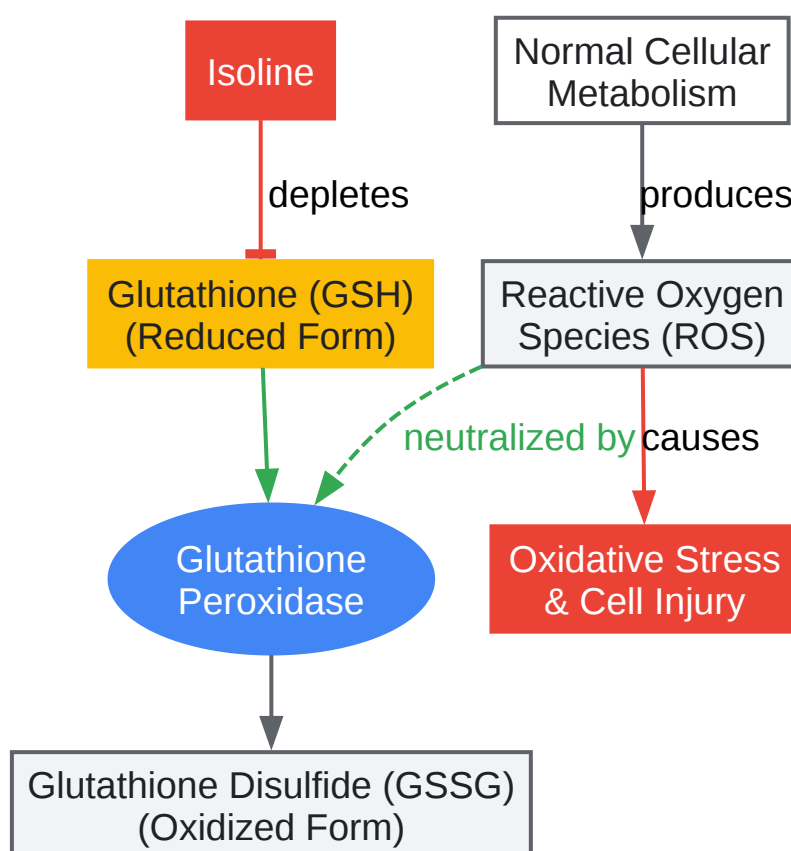 Isoline
Normal Cellular
Metabolism
depletes
produces
Glutathione (GSH)
(Reduced Form)
Reactive Oxygen
Species (ROS)
neutralized by
causes
Glutathione
Peroxidase
Oxidative Stress
& Cell Injury
Glutathione Disulfide (GSSG)
(Oxidized Form)